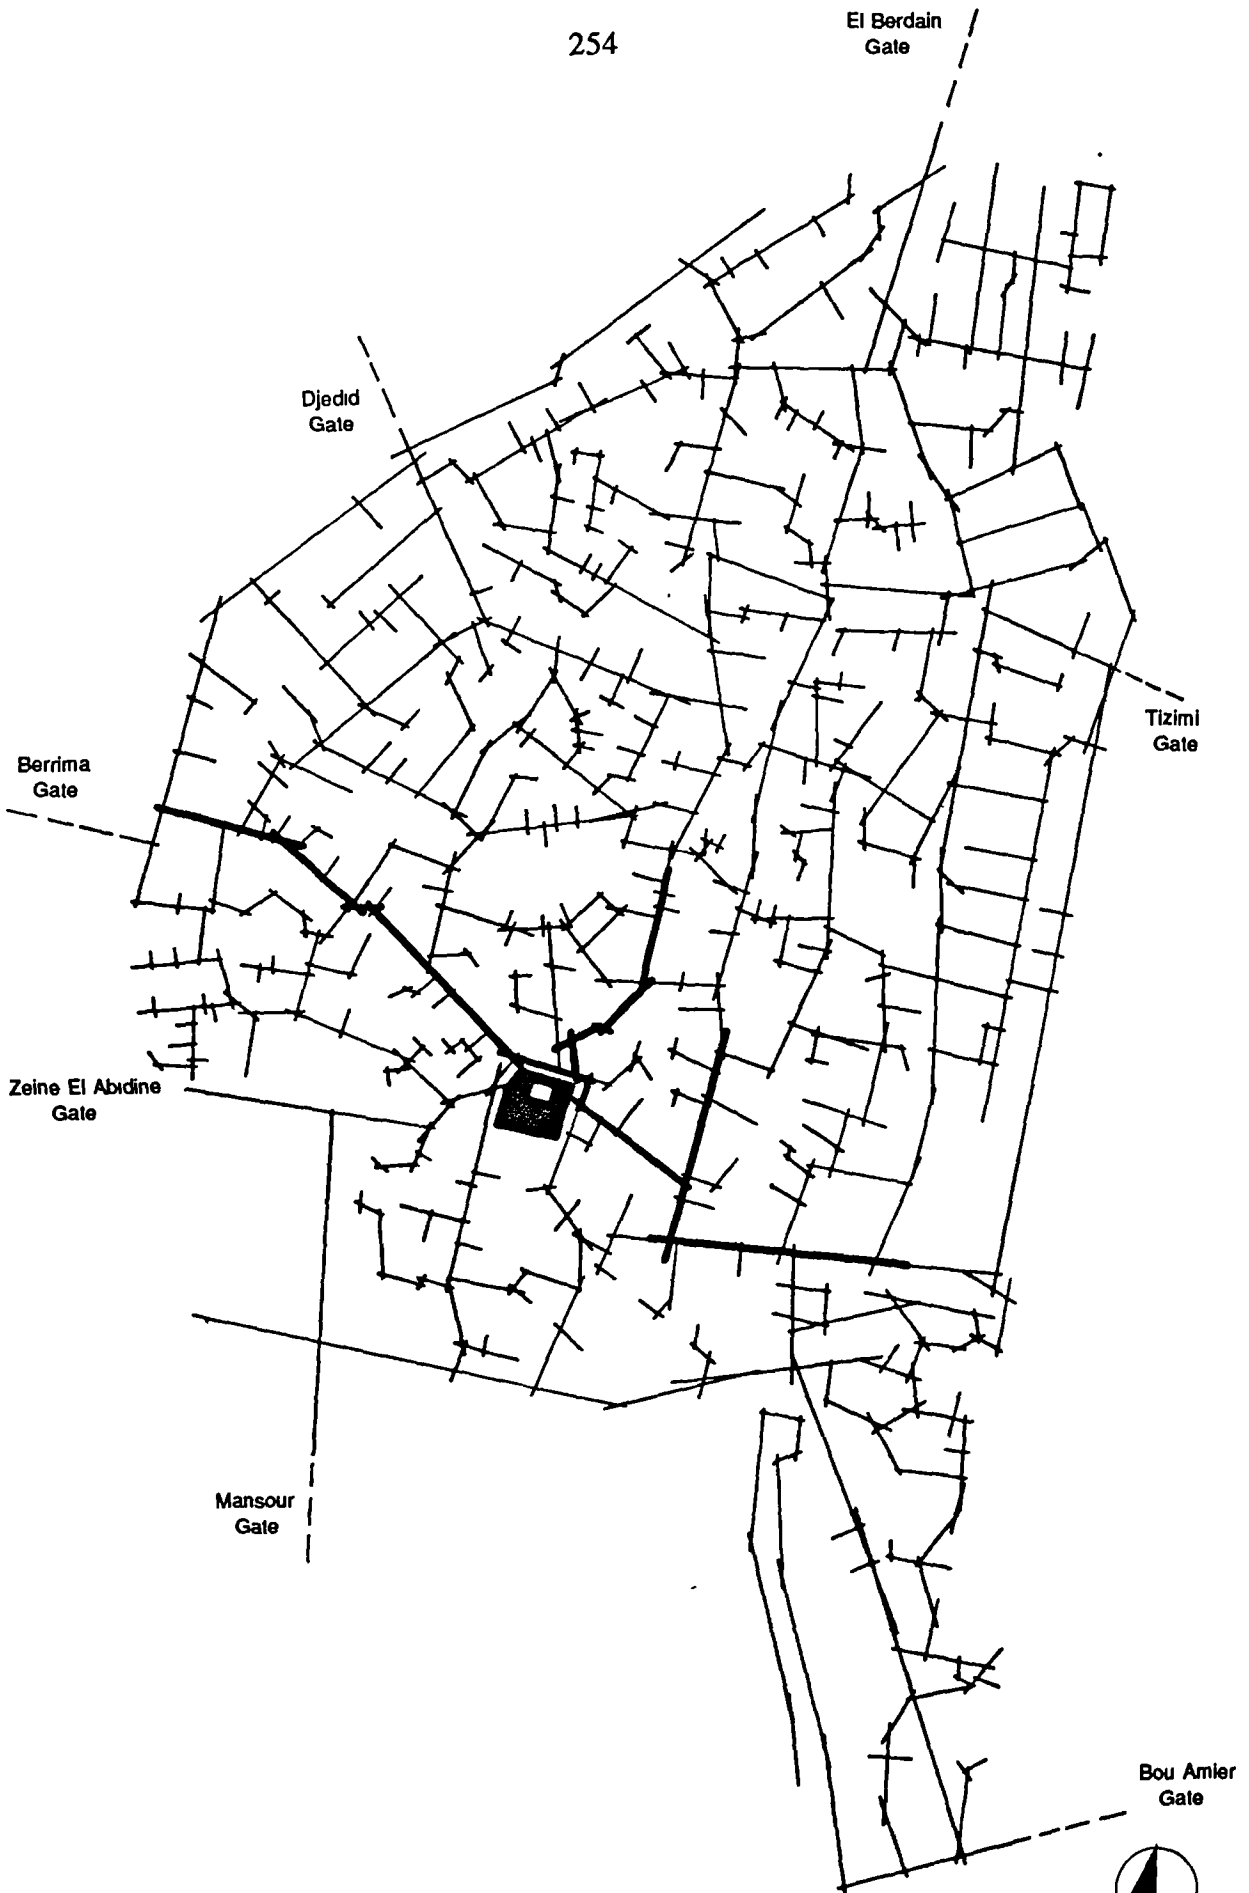 254
El Berdain
Gate
Djedid
Gate
Tizimi
Gate
Berrima
Gate
Zeine El Abidine
Gate
Mansour
Gate
Bou Amier
Gate